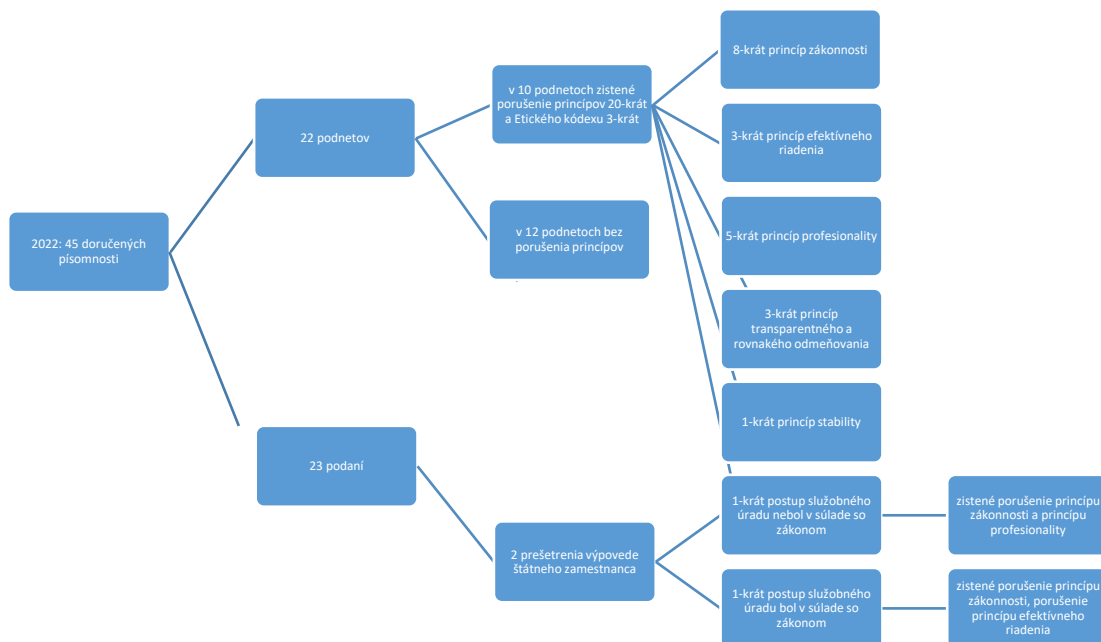 2022: 45 doručených
písomnosti
22 podnetov
23 podaní
v 10 podnetoch zistené
porušenie princípov 20-krát
a Etického kódexu 3-krát
v 12 podnetoch bez
porušenia princípov
2 prešetrenia výpovede
štátneho zamestnanca
8-krát princíp zákonnosti
3-krát princíp efektívneho
riadenia
5-krát princíp profesionality
3-krát princíp
transparentného a
rovnakého odmeňovania
1-krát princíp stability
1-krát postup služobného
úradu nebol v súlade so
zákonom
1-krát postup služobného
úradu bol v súlade so
zákonom
zistené porušenie princípu
zákonnosti a princípu
profesionality
zistené porušenie princípu
zákonnosti, porušenie
princípu efektívneho
riadenia